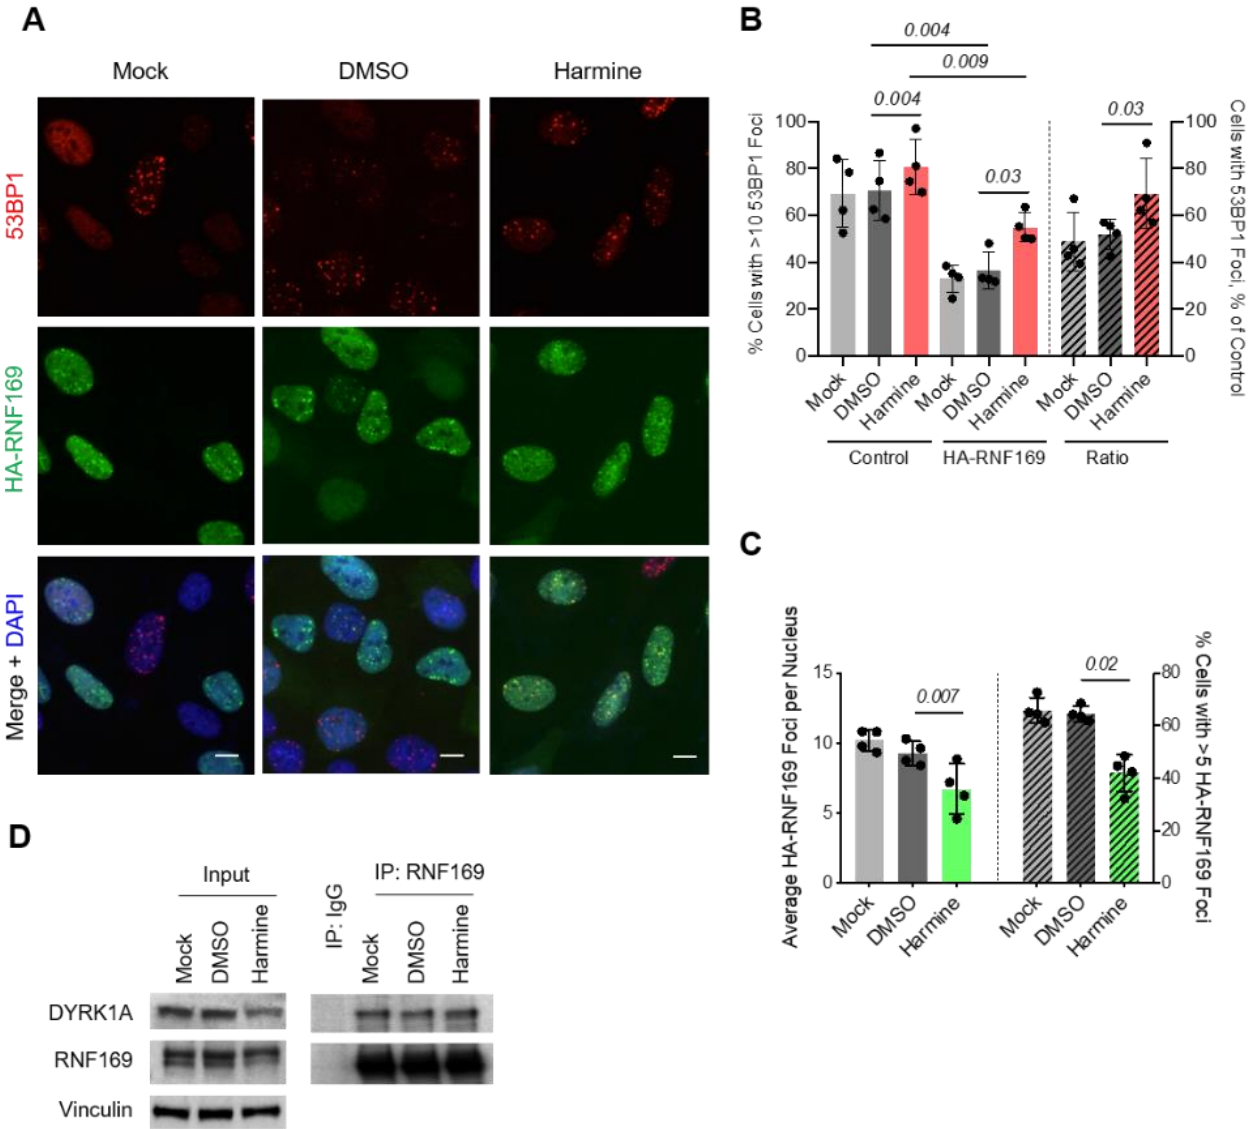 A
Mock
DMSO
Harmine
53BP1
HA-RNF169
Merge + DAPI
B
0.004
0.009
0.004
0.03
0.03
% Cells with >10 53BP1 Foci
100
80
60
40
20
0
100
80
60
40
20
0
Cells with 53BP1 Foci, % of Control
Mock
DMSO
Harmine
Mock
DMSO
Harmine
Mock
DMSO
Harmine
Control
HA-RNF169
Ratio
C
Average HA-RNF169 Foci per Nucleus
15
10
5
0
0.007
0.02
80
60
40
20
0
% Cells with >5 HA-RNF169 Foci
Mock
DMSO
Harmine
Mock
DMSO
Harmine
D
Input
IP: IgG
IP: RNF169
Mock
DMSO
Harmine
Mock
DMSO
Harmine
DYRK1A
RNF169
Vinculin